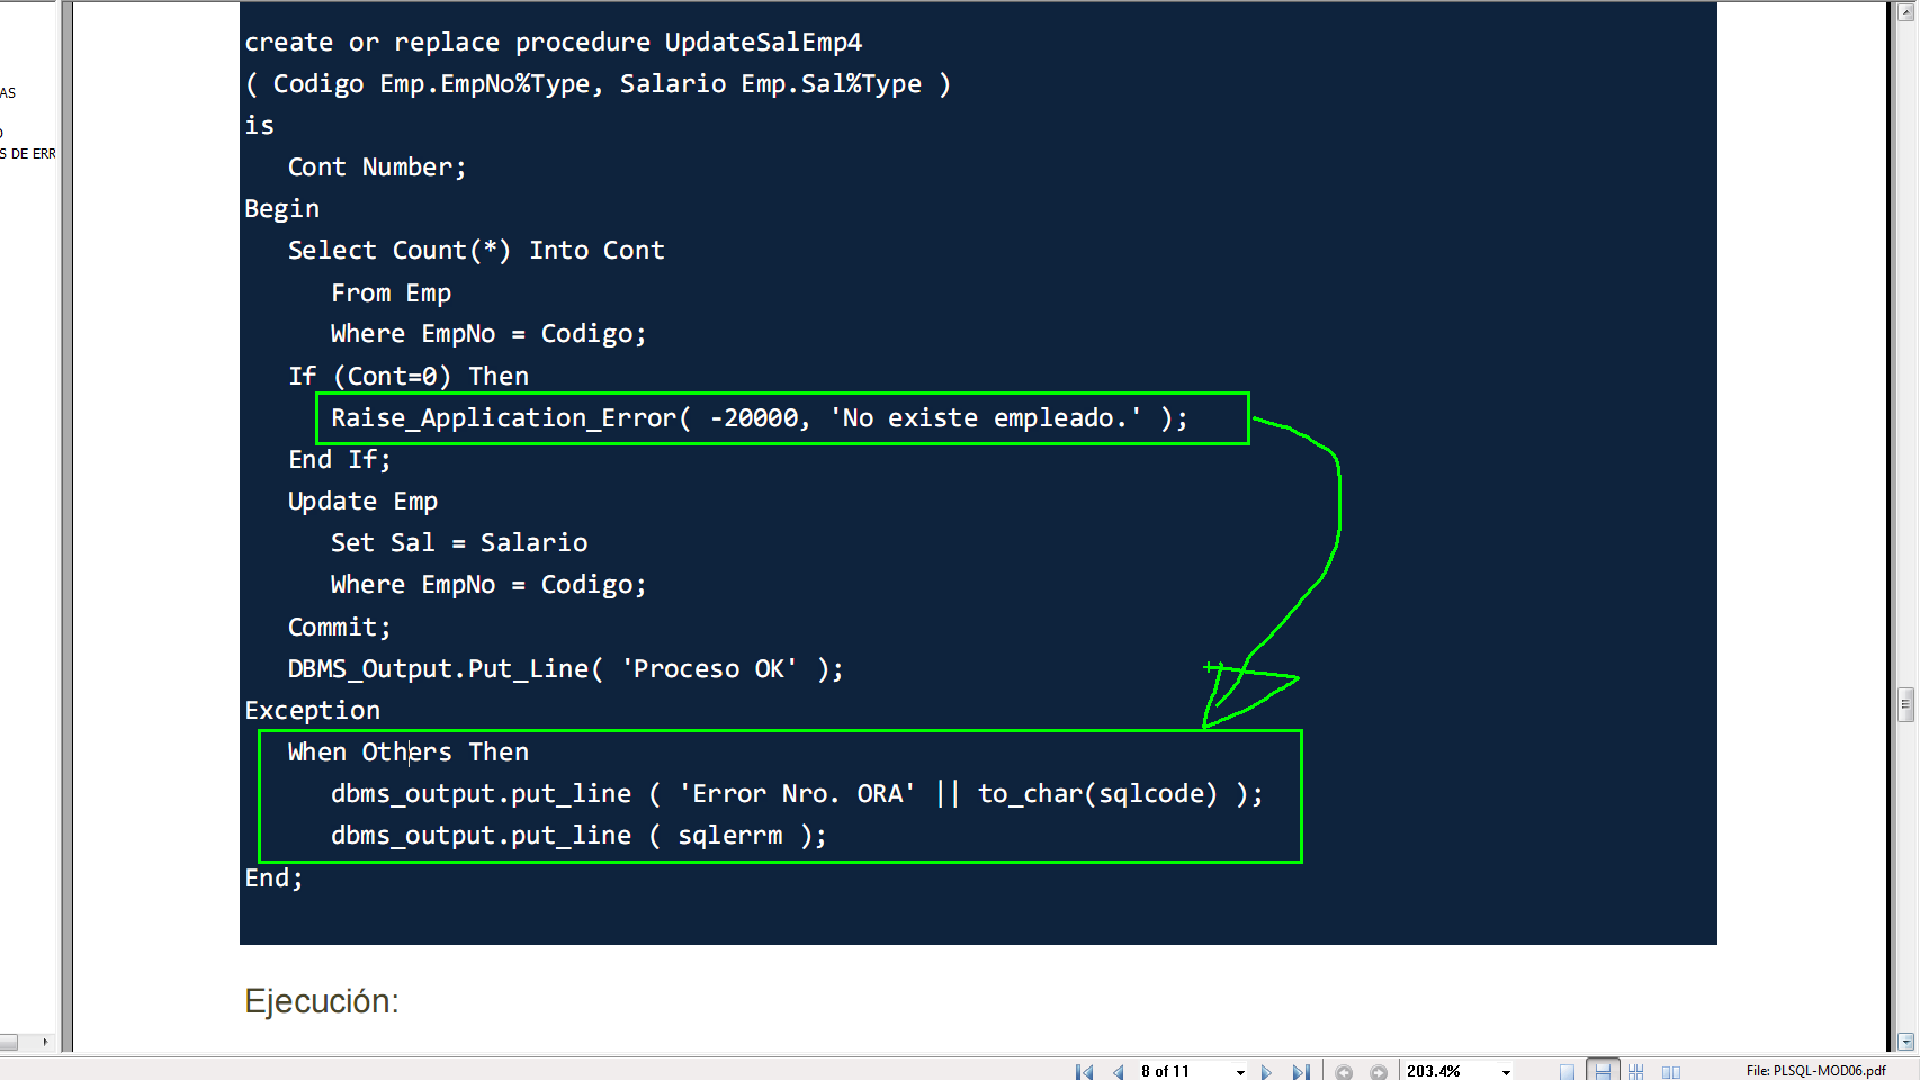 create or replace procedure UpdateSalEmp4
( Codigo Emp.EmpNo%Type, Salario Emp.Sal%Type )
AS
is
O
S DE ERR
Cont Number;
Begin
Select Count(*) Into Cont
From Emp
Where EmpNo = Codigo;
If (Cont=0) Then
Raise_Application_Error( -20000, 'No existe empleado.' );
End If;
Update Emp
Set Sal = Salario
Where EmpNo = Codigo;
Commit;
DBMS_Output.Put_Line( 'Proceso OK' );
Exception
When Others Then
dbms_output.put_line ( 'Error Nro. ORA' || to_char(sqlcode) );
dbms_output.put_line ( sqlerrm );
End;
Ejecución:
8 of 11
203.4%
File: PLSQL-MOD06.pdf